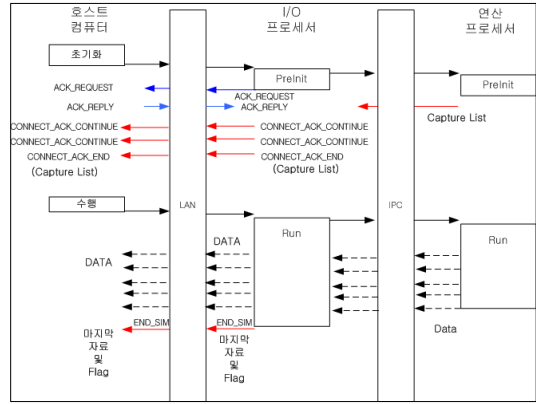 호스트
컴퓨터
I/O
프로세서
연산
프로세서
초기화
PreInit
PreInit
ACK_REQUEST
ACK_REQUEST
ACK_REPLY
ACK_REPLY
Capture List
CONNECT_ACK_CONTINUE
CONNECT_ACK_CONTINUE
CONNECT_ACK_CONTINUE
CONNECT_ACK_CONTINUE
CONNECT_ACK_END
CONNECT_ACK_END
(Capture List)
(Capture List)
수행
LAN
IPC
Run
Run
DATA
DATA
END_SIM
END_SIM
Data
마지막
자료
및
Flag
마지막
자료
및
Flag